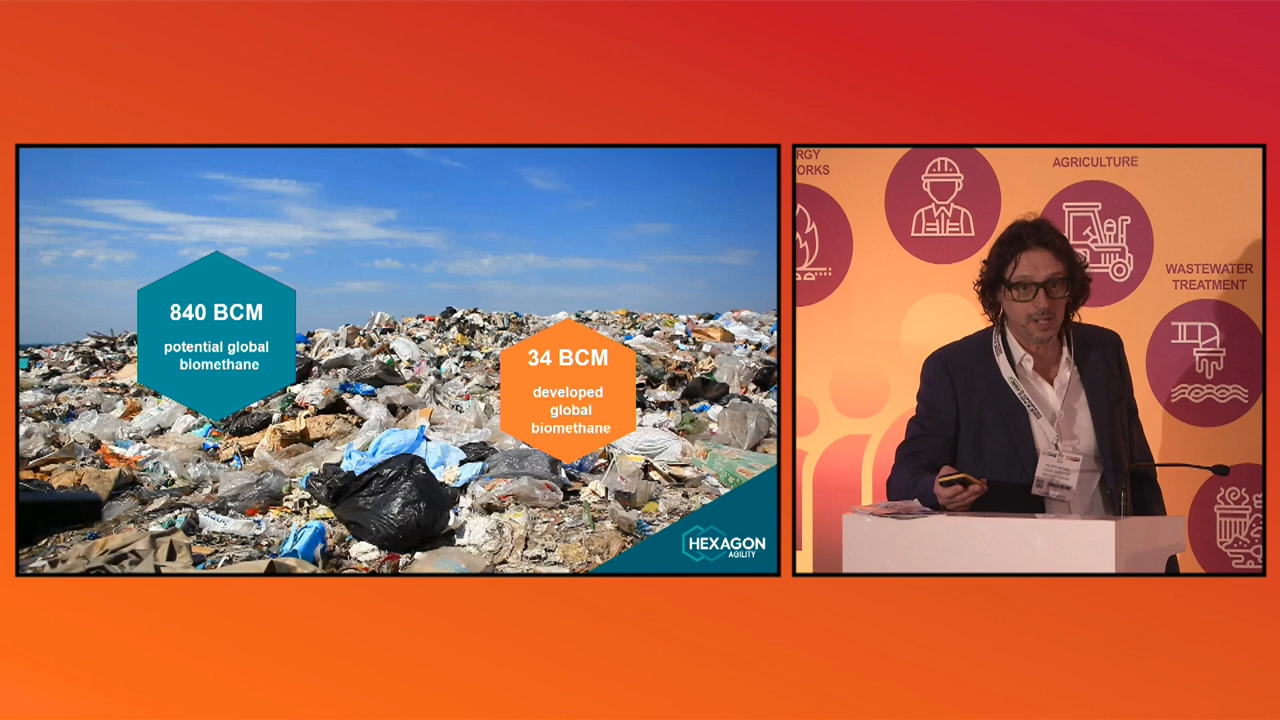 840 BCM
potential global
biomethane
34 BCM
developed
global
biomethane
HEXAGON
AGILITY
RGY
ORKS
AGRICULTURE
WASTEWATER
TREATMENT